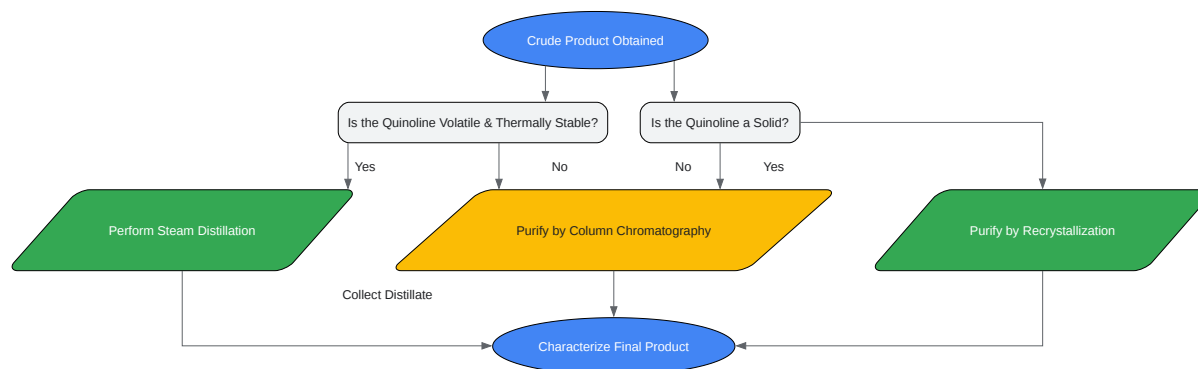 Crude Product Obtained
Is the Quinoline Volatile & Thermally Stable?
Is the Quinoline a Solid?
Yes
No
No
Yes
Perform Steam Distillation
Purify by Column Chromatography
Purify by Recrystallization
Collect Distillate
Characterize Final Product